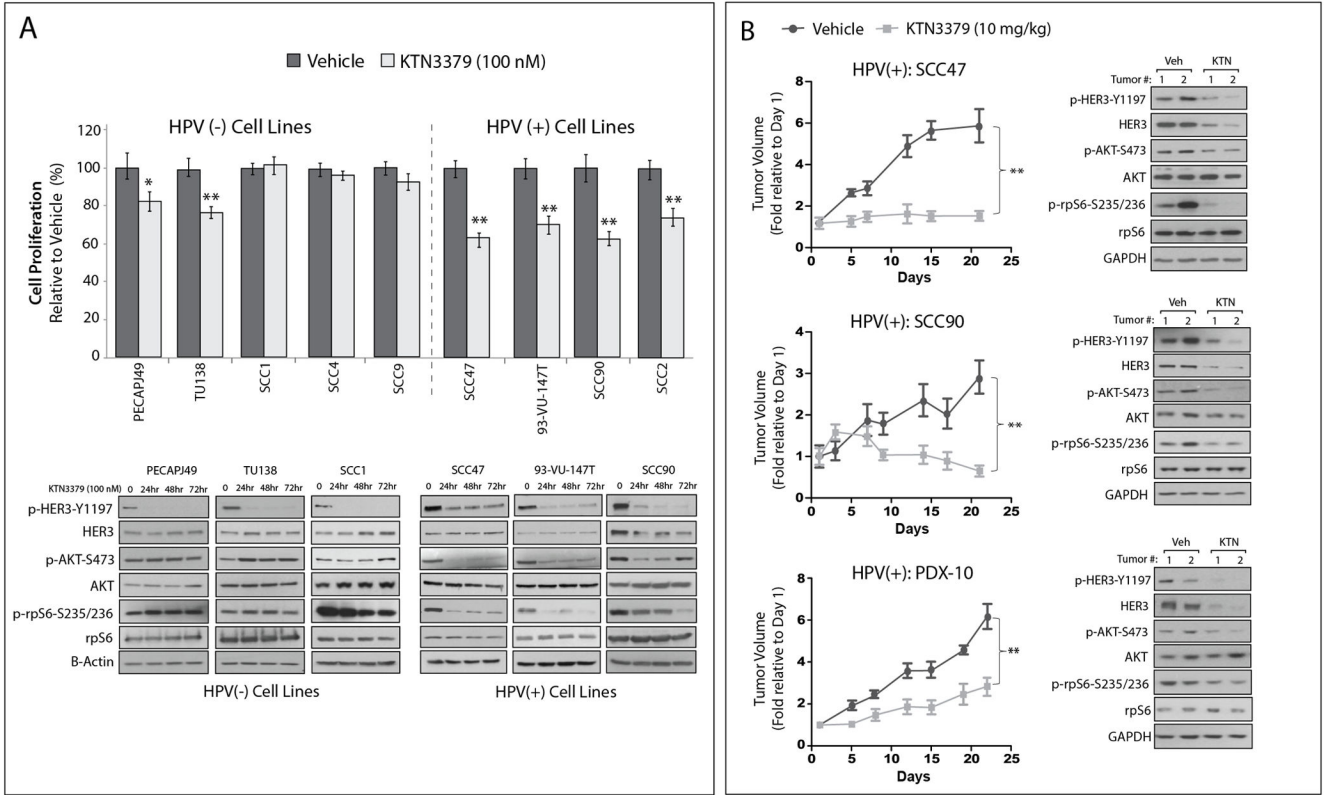 A
Vehicle KTN3379 (100 nM)
HPV (-) Cell Lines HPV (+) Cell Lines
Cell Proliferation
Relative to Vehicle (%)
120
100
80
60
40
20
0
* ** ** ** ** **
PECAPJ49 TU138 SCC1 SCC4 SCC9 SCC47 93-VU-147T SCC90 SCC2
PECAPJ49 TU138 SCC1 SCC47 93-VU-147T SCC90
KTN3379 (100 nM) 0 24hr 48hr 72hr 0 24hr 48hr 72hr 0 24hr 48hr 72hr 0 24hr 48hr 72hr 0 24hr 48hr 72hr 0 24hr 48hr 72hr
p-HER3-Y1197
HER3
p-AKT-S473
AKT
p-rpS6-S235/236
rpS6
B-Actin
HPV(-) Cell Lines HPV(+) Cell Lines
B
Vehicle KTN3379 (10 mg/kg)
HPV(+): SCC47
Tumor Volume
(Fold relative to Day 1)
8
6
4
2
0
0 5 10 15 20 25
Days
**
Veh KTN
Tumor #: 1 2 1 2
p-HER3-Y1197
HER3
p-AKT-S473
AKT
p-rpS6-S235/236
rpS6
GAPDH
HPV(+): SCC90
Tumor Volume
(Fold relative to Day 1)
4
3
2
1
0
0 5 10 15 20 25
Days
**
Veh KTN
Tumor #: 1 2 1 2
p-HER3-Y1197
HER3
p-AKT-S473
AKT
p-rpS6-S235/236
rpS6
GAPDH
HPV(+): PDX-10
Tumor Volume
(Fold relative to Day 1)
8
6
4
2
0
0 5 10 15 20 25
Days
**
Veh KTN
Tumor #: 1 2 1 2
p-HER3-Y1197
HER3
p-AKT-S473
AKT
p-rpS6-S235/236
rpS6
GAPDH